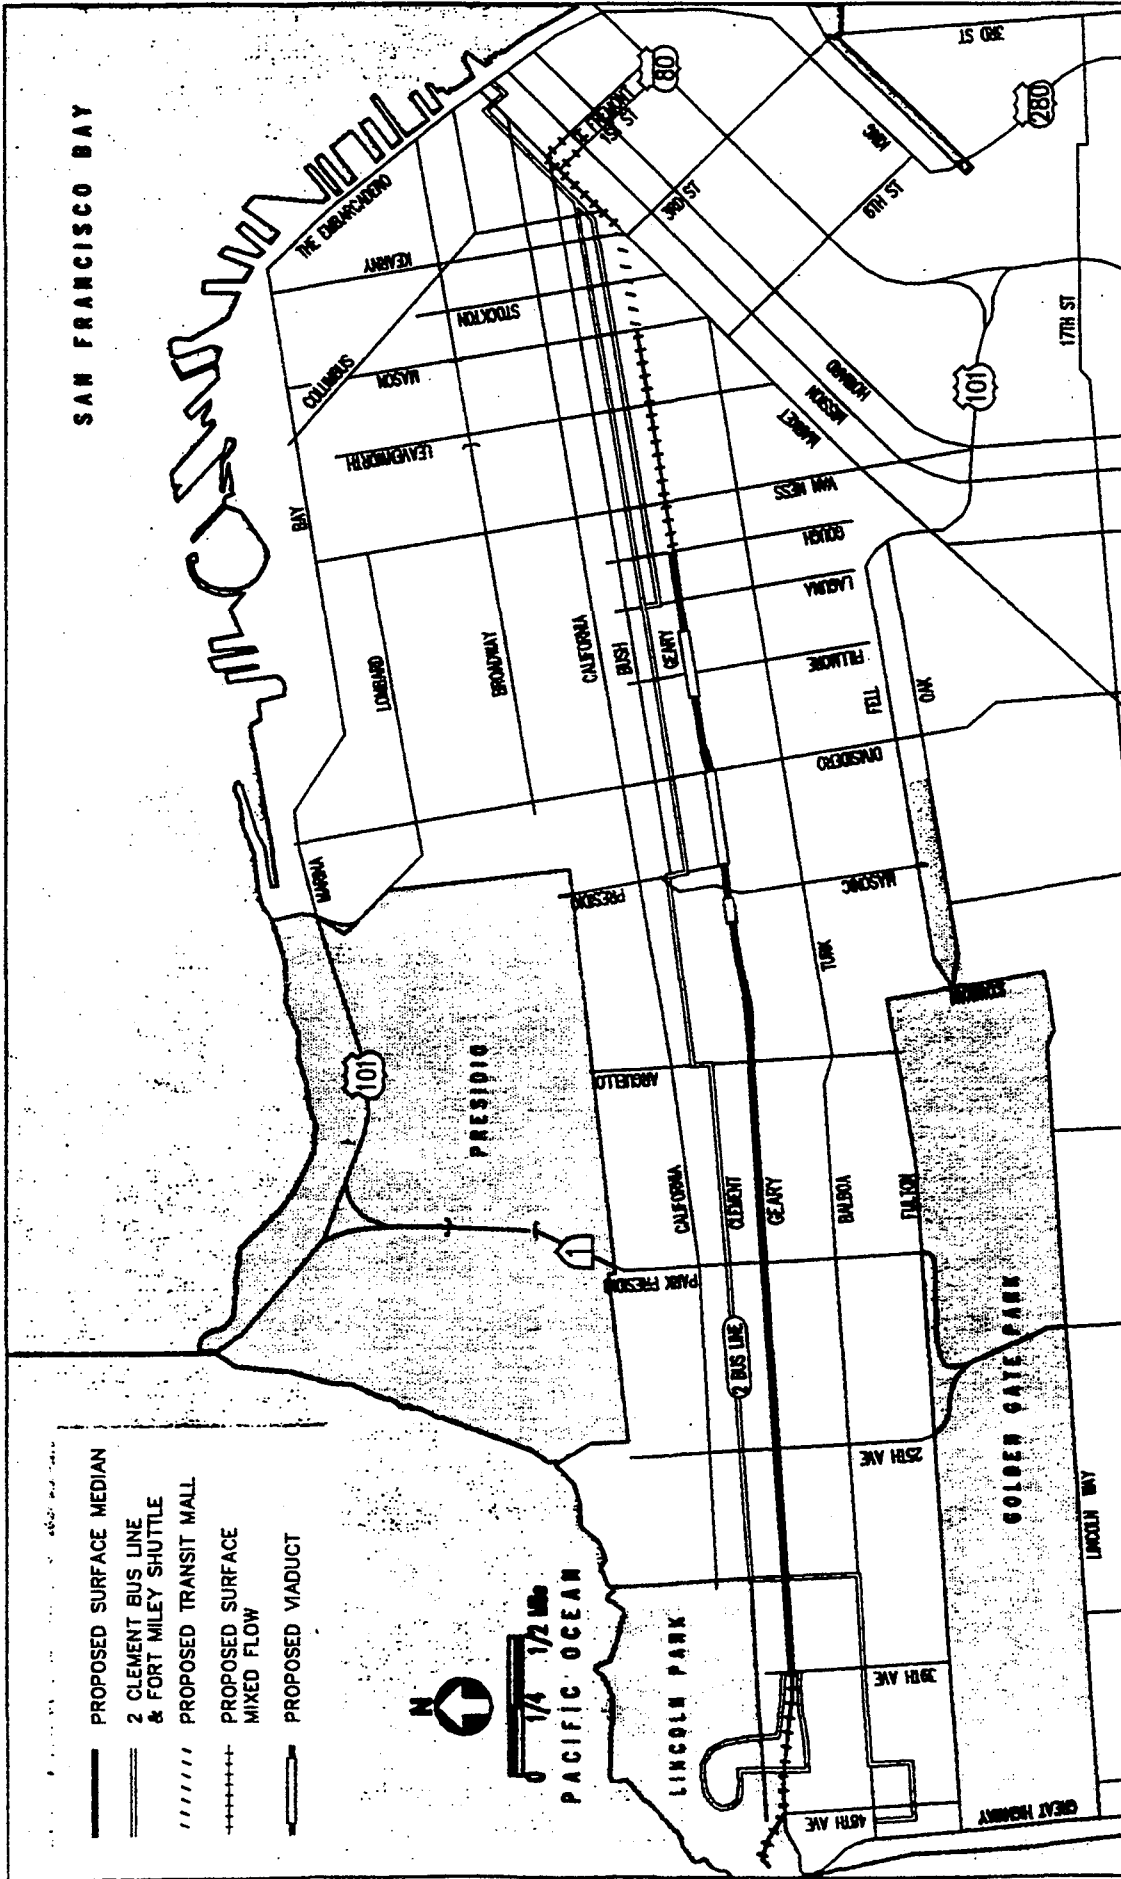 SAN FRANCISCO BAY
PROPOSED SURFACE MEDIAN
2 CLEMENT BUS LINE
& FORT MILEY SHUTTLE
PROPOSED TRANSIT MALL
PROPOSED SURFACE
MIXED FLOW
PROPOSED VIADUCT
N
0 1/4 1/2 Mile
PACIFIC OCEAN
LINCOLN PARK
PRESIDIO
GOLDEN GATE PARK
101
1
THE EMBARCADERO
KEARNY
STOCKTON
COLUMBUS
MASON
LEAVENWORTH
BAY
LOMBARD
BROADWAY
CALIFORNIA
BUSH
GEARY
MARINA
PRESIDIO
ARGUELLO
CALIFORNIA
CLEMENT
GEARY
BALBOA
FULTON
PARK PRESIDIO
2 BUS LINE
25TH AVE
39TH AVE
48TH AVE
GREAT HIGHWAY
LINCOLN WAY
TURK
MASONIC
DIVISIDERO
FELL
OAK
FILLMORE
LAGUNA
GOUGH
VAN NESS
MARKET
MISSION
HOWARD
101
17TH ST
6TH ST
KING
3RD ST
FREMONT
1ST ST
80
280
3RD ST